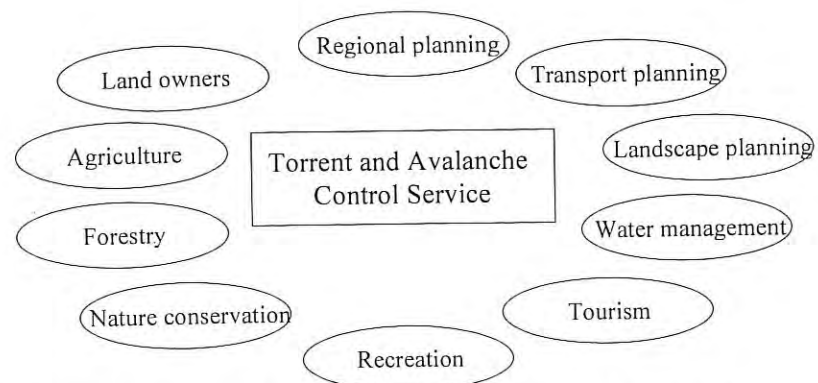 Regional planning
Land owners
Transport planning
Agriculture
Torrent and Avalanche
Control Service
Landscape planning
Forestry
Water management
Nature conservation
Tourism
Recreation